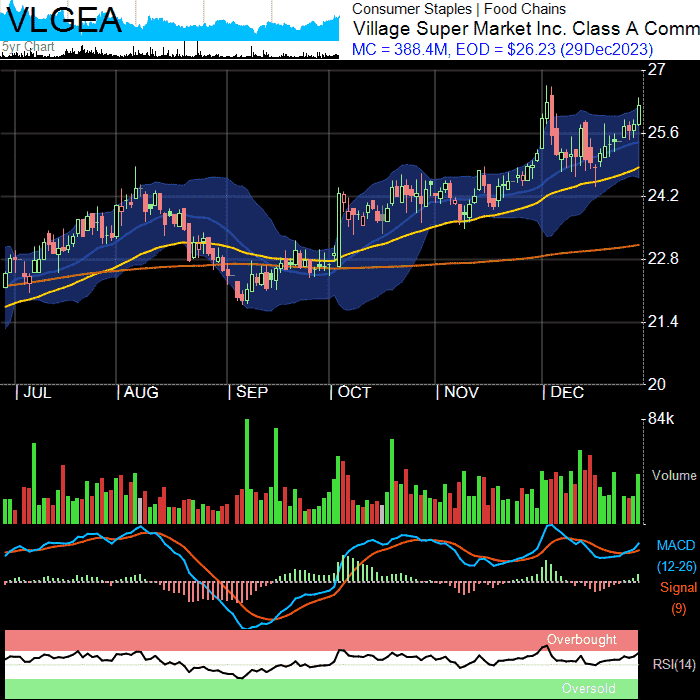 VLGEA
5yr Chart
Consumer Staples | Food Chains
Village Super Market Inc. Class A Comm
MC = 388.4M, EOD = $26.23 (29Dec2023)
27
25.6
24.2
22.8
21.4
20
| JUL | AUG | SEP | OCT | NOV | DEC
84k
Volume
MACD
(12-26)
Signal
(9)
Overbought
RSI(14)
Oversold